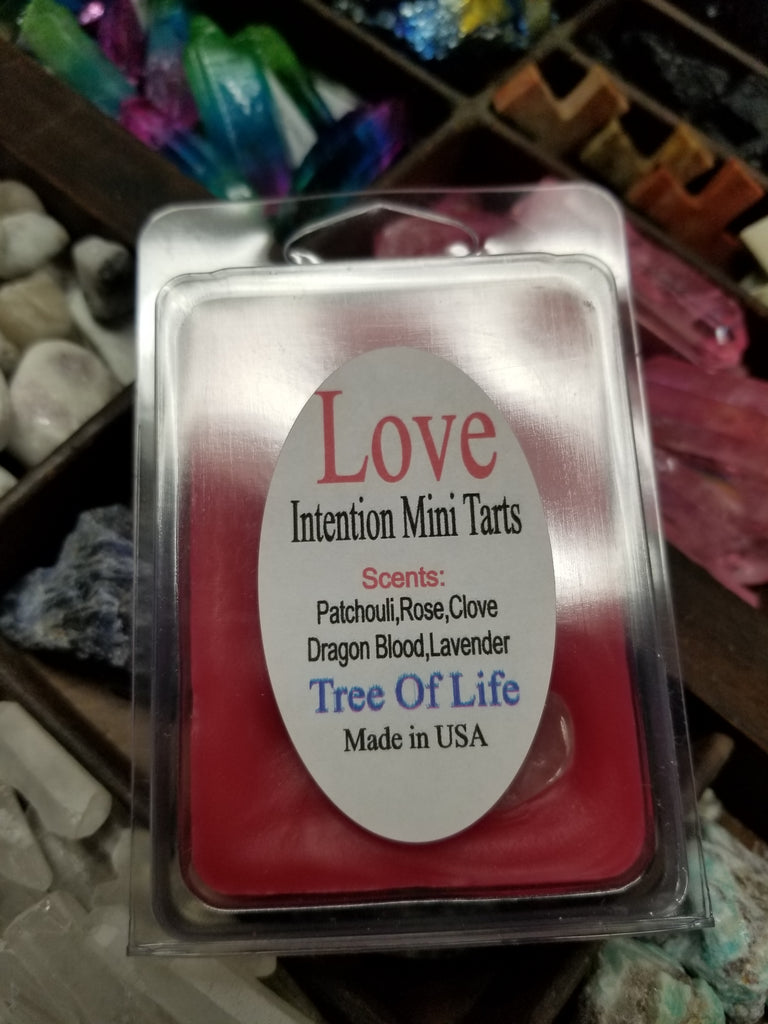 Love
Intention Mini Tarts
Scents:
Patchouli,Rose,Clove
Dragon Blood,Lavender
Tree Of Life
Made in USA